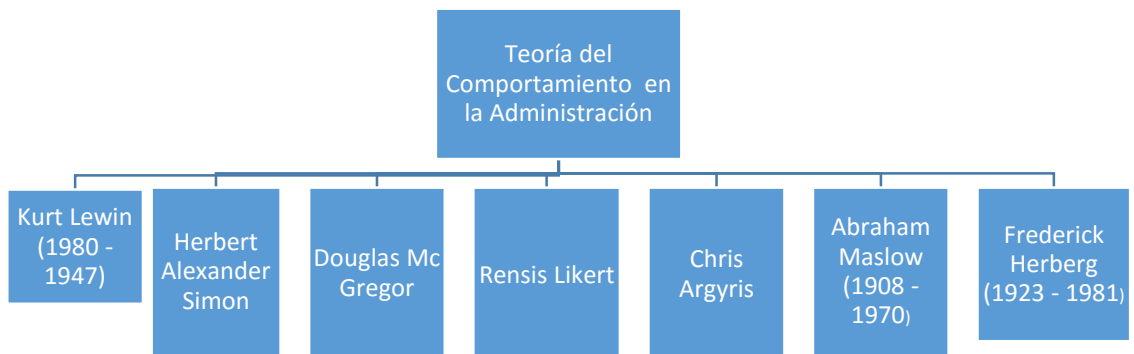 Teoría del
Comportamiento en
la Administración
Kurt Lewin
(1980 -
1947)
Herbert
Alexander
Simon
Douglas Mc
Gregor
Rensis Likert
Chris
Argyris
Abraham
Maslow
(1908 -
1970)
Frederick
Herberg
(1923 - 1981)